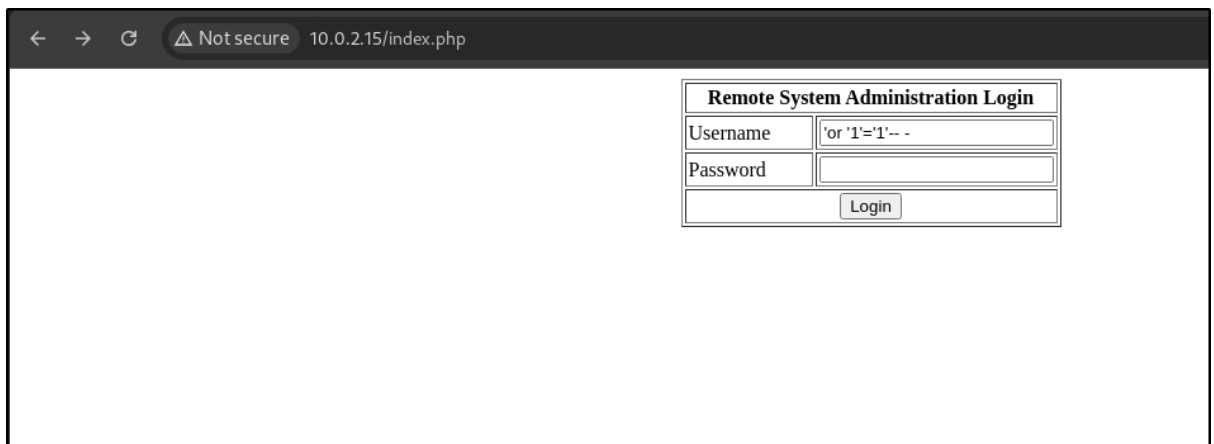 Not secure 10.0.2.15/index.php
Remote System Administration Login
Username 'or '1'='1'-- -
Password
Login